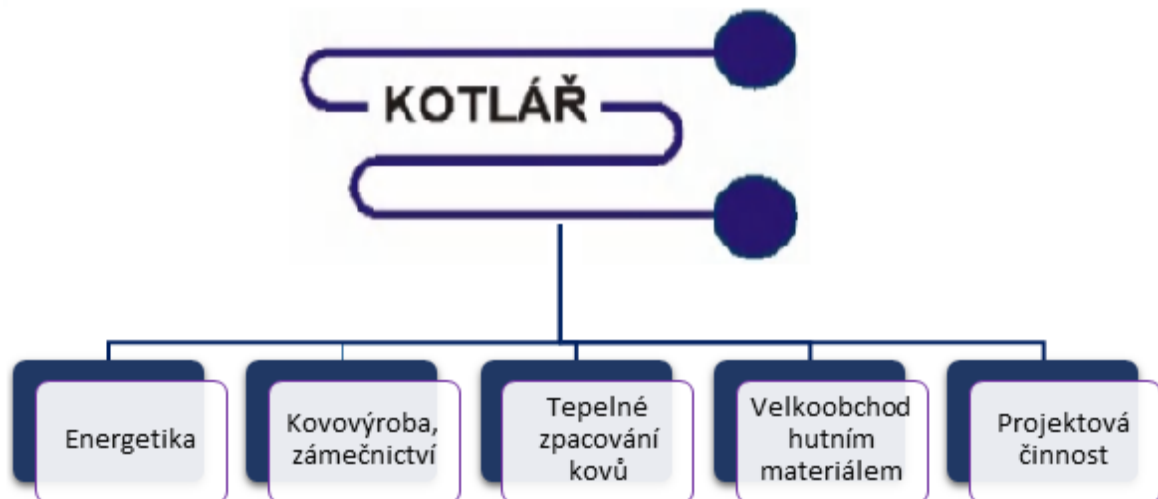 KOTLÁŘ
Energetika
Kovovýroba,
zámečnictví
Tepelné
zpacování
kovů
Velkoobchod
hutním
materiálem
Projektová
činnost